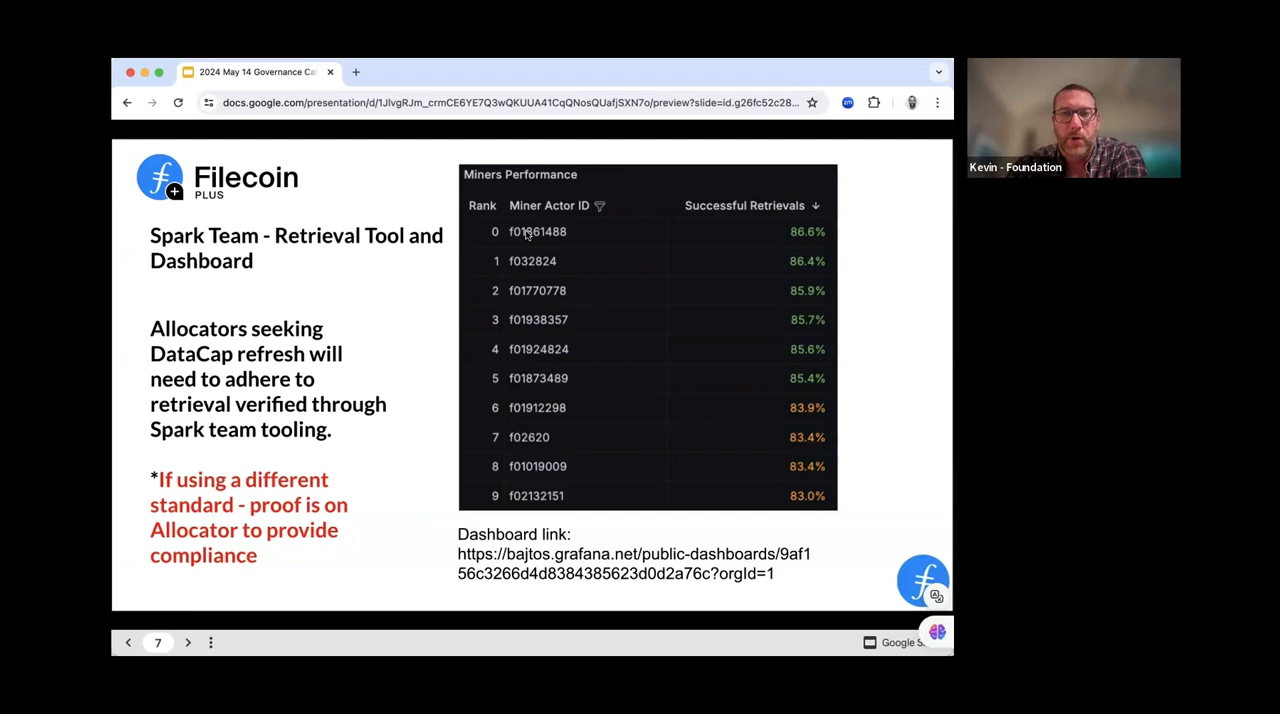 2024 May 14 Governance Ca
docs.google.com/presentation/d/1JlvgRJm_crmCE6YE7Q3wQKUUA41CqQNosQUafjSXN7o/preview?slide=id.g26fc52c28...
Filecoin
PLUS
Spark Team - Retrieval Tool and
Dashboard
Allocators seeking
DataCap refresh will
need to adhere to
retrieval verified through
Spark team tooling.
*If using a different
standard - proof is on
Allocator to provide
compliance
Miners Performance
Rank Miner Actor ID Successful Retrievals ↓
0 f01861488 86.6%
1 f032824 86.4%
2 f01770778 85.9%
3 f01938357 85.7%
4 f01924824 85.6%
5 f01873489 85.4%
6 f01912298 83.9%
7 f02620 83.4%
8 f01019009 83.4%
9 f02132151 83.0%
Dashboard link:
https://bajtos.grafana.net/public-dashboards/9af1
56c3266d4d8384385623d0d2a76c?orgId=1
7
Google S
Kevin - Foundation